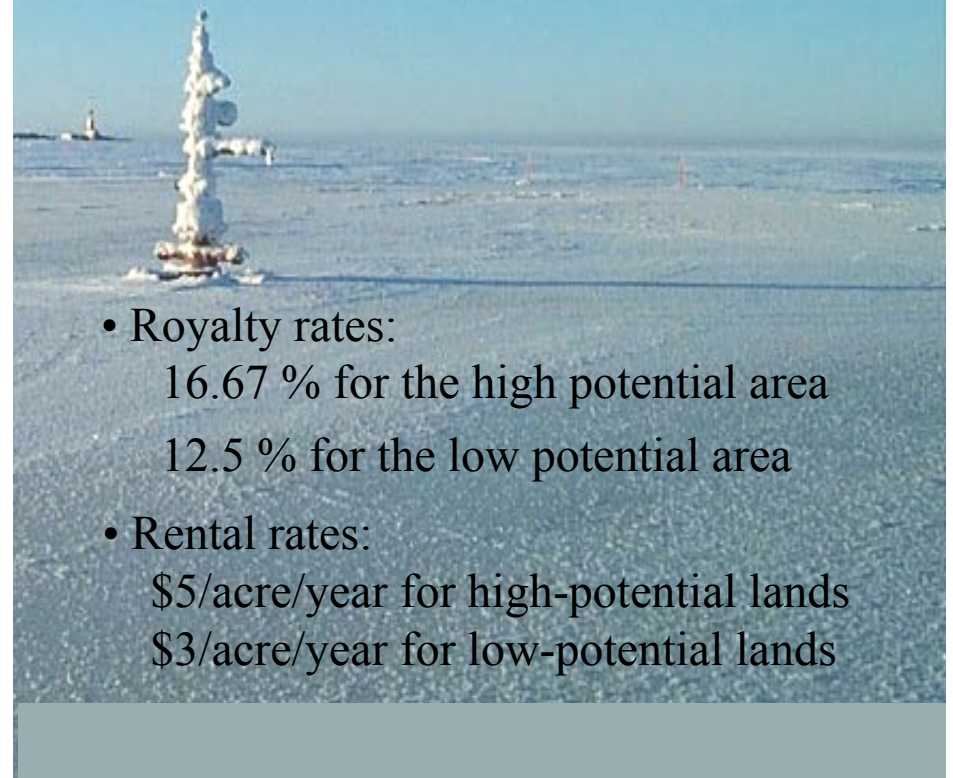 • Royalty rates:
16.67 % for the high potential area
12.5 % for the low potential area
• Rental rates:
$5/acre/year for high-potential lands
$3/acre/year for low-potential lands